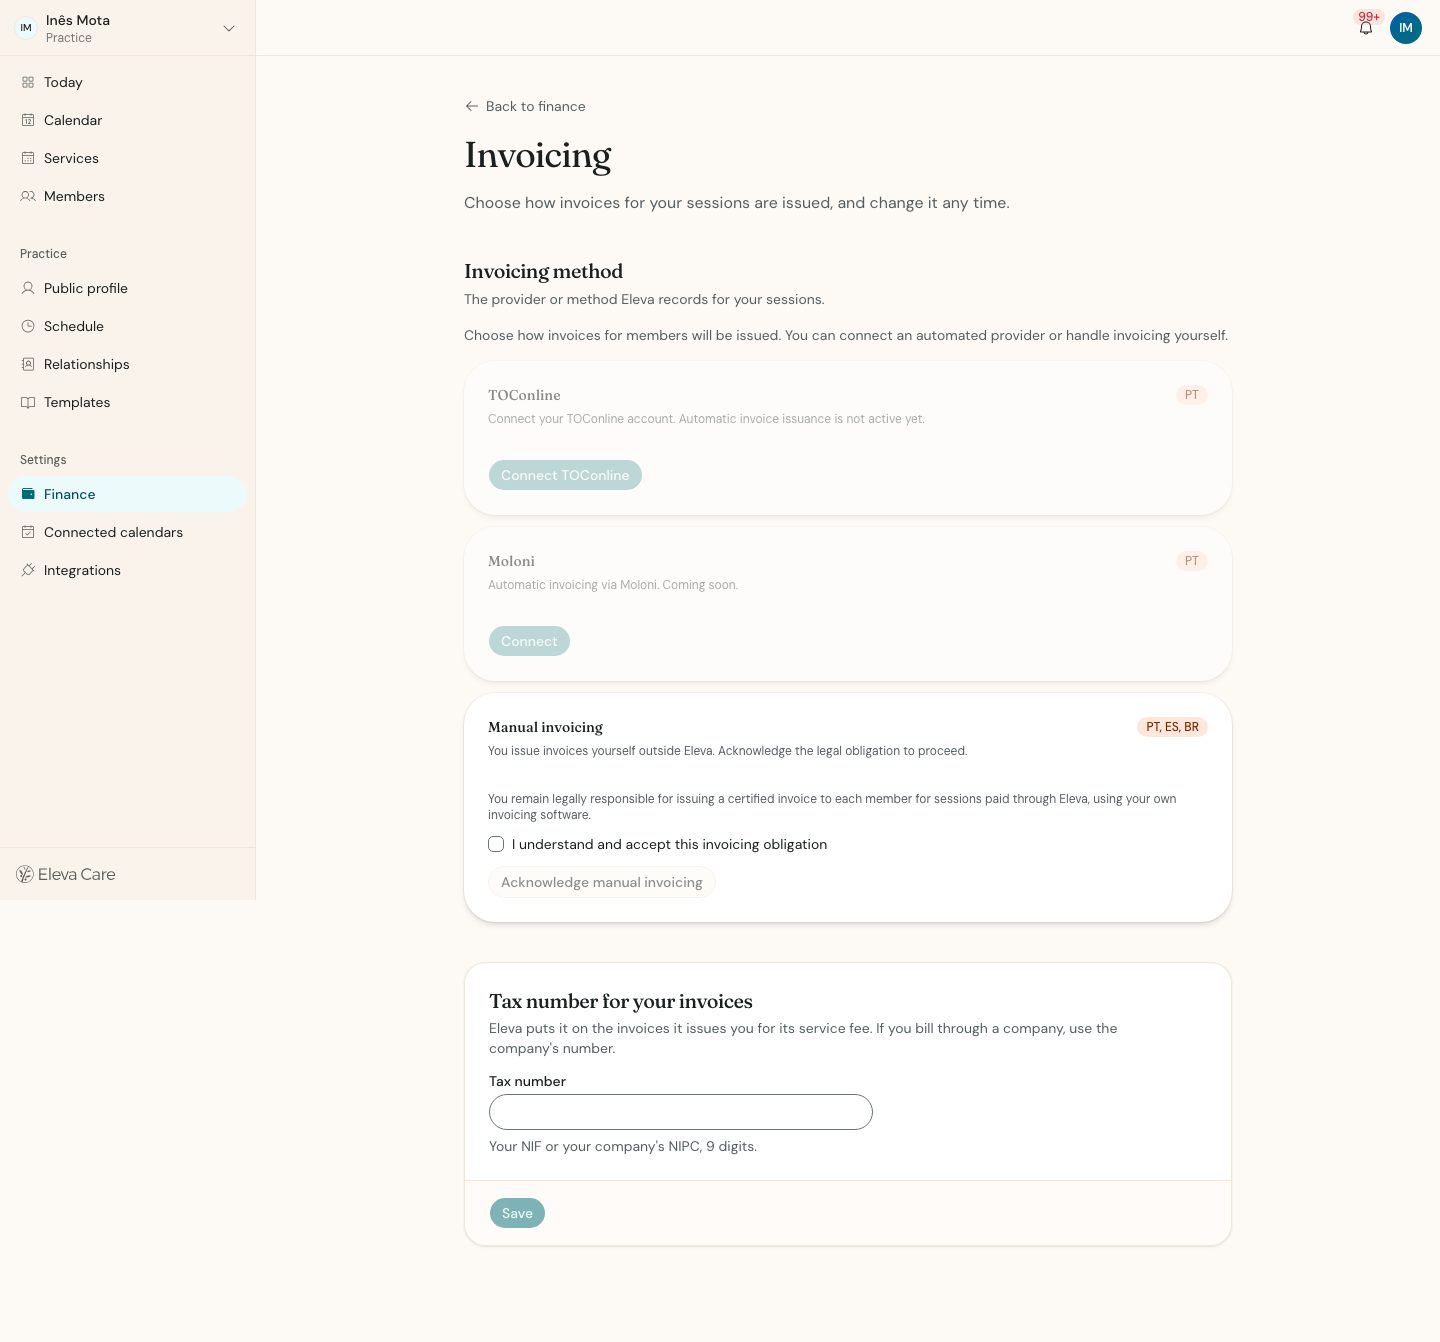 IM
Inês Mota
Practice
99+
IM
Today
Calendar
Services
Members
Practice
Public profile
Schedule
Relationships
Templates
Settings
Finance
Connected calendars
Integrations
Eleva Care
Back to finance
Invoicing
Choose how invoices for your sessions are issued, and change it any time.
Invoicing method
The provider or method Eleva records for your sessions.
Choose how invoices for members will be issued. You can connect an automated provider or handle invoicing yourself.
TOConline
PT
Connect your TOConline account. Automatic invoice issuance is not active yet.
Connect TOConline
Moloni
PT
Automatic invoicing via Moloni. Coming soon.
Connect
Manual invoicing
PT, ES, BR
You issue invoices yourself outside Eleva. Acknowledge the legal obligation to proceed.
You remain legally responsible for issuing a certified invoice to each member for sessions paid through Eleva, using your own
invoicing software.
I understand and accept this invoicing obligation
Acknowledge manual invoicing
Tax number for your invoices
Eleva puts it on the invoices it issues you for its service fee. If you bill through a company, use the
company's number.
Tax number
Your NIF or your company's NIPC, 9 digits.
Save